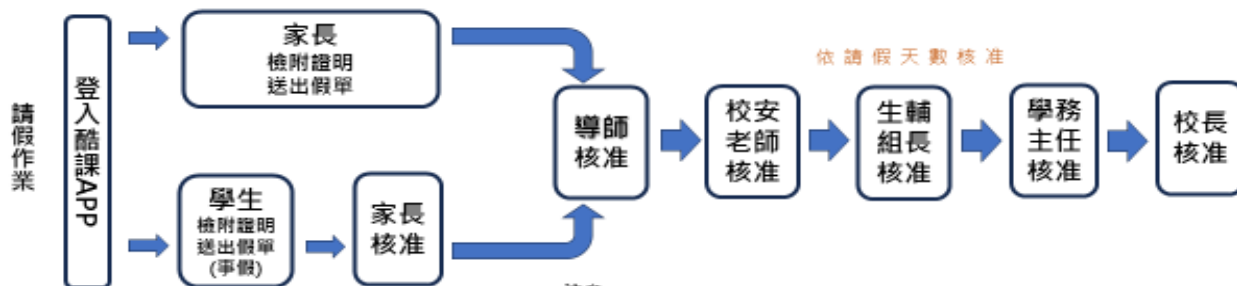 請假作業
登入酷課APP
家長
檢附證明
送出假單
學生
檢附證明
送出假單
(事假)
家長
核准
導師
核准
校安
老師
核准
依請假天數核准
生輔
組長
核准
學務
主任
核准
校長
核准